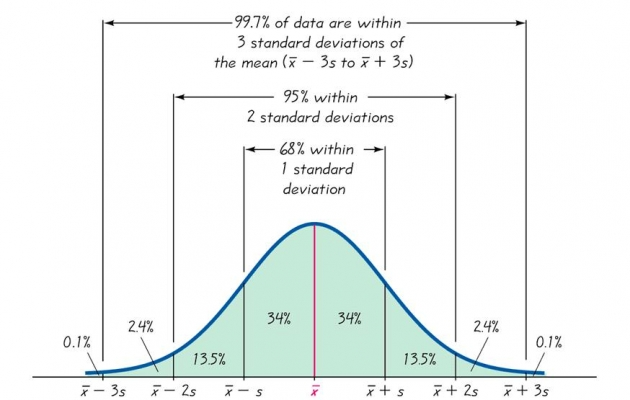 99.7% of data are within
3 standard deviations of
the mean (x̄ − 3s to x̄ + 3s)
95% within
2 standard deviations
68% within
1 standard
deviation
34% 34%
0.1% 2.4% 2.4% 0.1%
13.5% 13.5%
x̄ − 3s x̄ − 2s x̄ − s x̄ x̄ + s x̄ + 2s x̄ + 3s